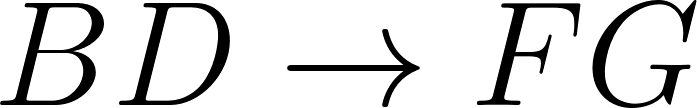 BD → FG